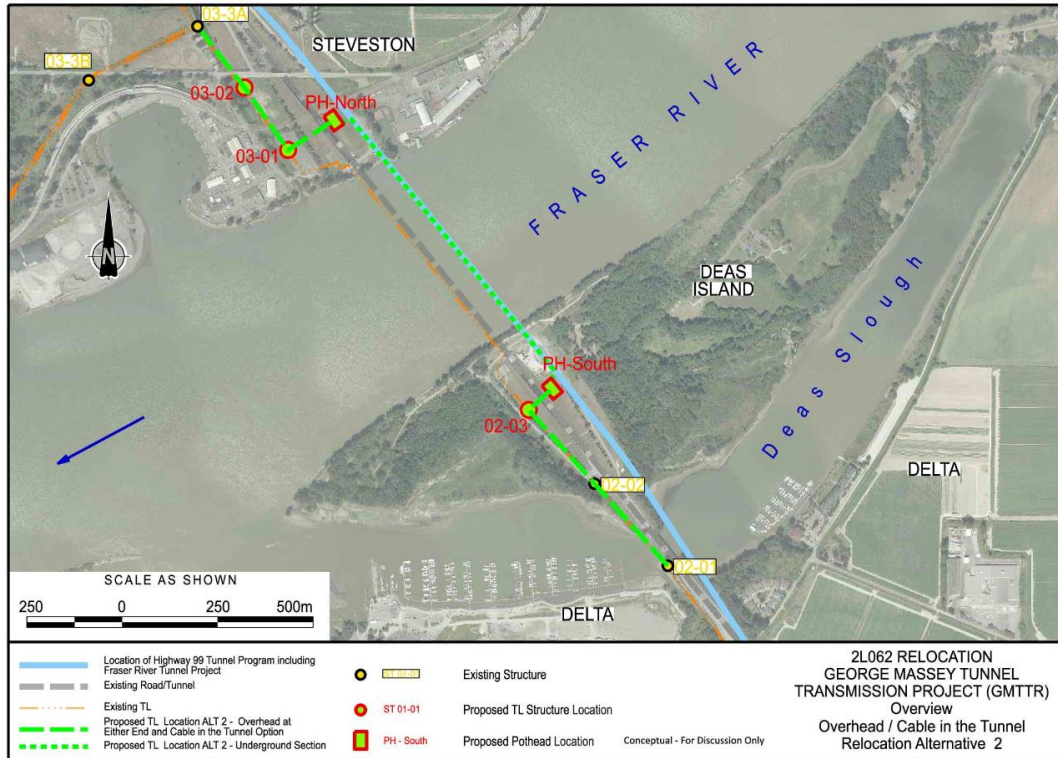 03-3A
STEVESTON
03-3B
03-02
PH-North
03-01
FRASER RIVER
N
DEAS
ISLAND
Deas Slough
PH-South
02-03
DELTA
02-02
02-01
DELTA
SCALE AS SHOWN
250 0 250 500m
Location of Highway 99 Tunnel Program including
Fraser River Tunnel Project
Existing Road/Tunnel
Existing TL
Proposed TL Location ALT 2 - Overhead at
Either End and Cable in the Tunnel Option
Proposed TL Location ALT 2 - Underground Section
Existing Structure
ST 01-01
Proposed TL Structure Location
PH - South
Proposed Pothead Location
Conceptual - For Discussion Only
2L062 RELOCATION
GEORGE MASSEY TUNNEL
TRANSMISSION PROJECT (GMTTR)
Overview
Overhead / Cable in the Tunnel
Relocation Alternative 2